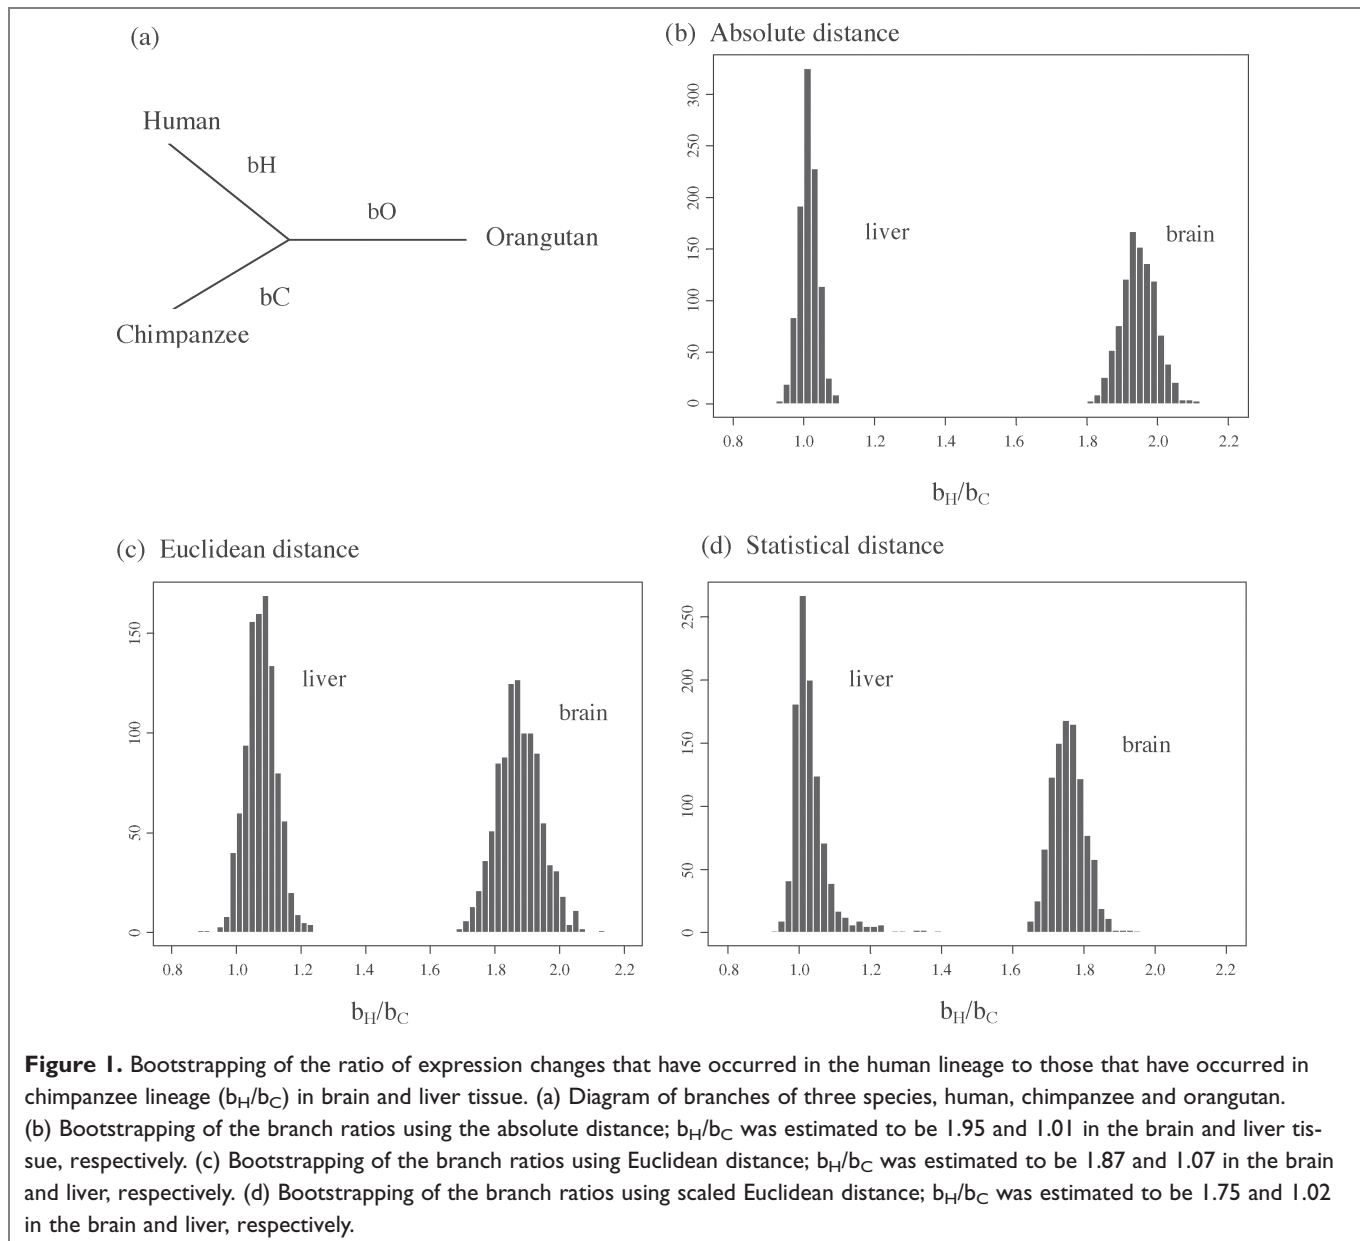 (a)
Human
bH
bO
Orangutan
bC
Chimpanzee
(b) Absolute distance
300
250
200
150
100
50
0
liver
brain
0.8 1.0 1.2 1.4 1.6 1.8 2.0 2.2
bH/bC
(c) Euclidean distance
150
100
50
0
liver
brain
0.8 1.0 1.2 1.4 1.6 1.8 2.0 2.2
bH/bC
(d) Statistical distance
250
200
150
100
50
0
liver
brain
0.8 1.0 1.2 1.4 1.6 1.8 2.0 2.2
bH/bC
Figure 1. Bootstrapping of the ratio of expression changes that have occurred in the human lineage to those that have occurred in
chimpanzee lineage (bH/bC) in brain and liver tissue. (a) Diagram of branches of three species, human, chimpanzee and orangutan.
(b) Bootstrapping of the branch ratios using the absolute distance; bH/bC was estimated to be 1.95 and 1.01 in the brain and liver tis-
sue, respectively. (c) Bootstrapping of the branch ratios using Euclidean distance; bH/bC was estimated to be 1.87 and 1.07 in the brain
and liver, respectively. (d) Bootstrapping of the branch ratios using scaled Euclidean distance; bH/bC was estimated to be 1.75 and 1.02
in the brain and liver, respectively.